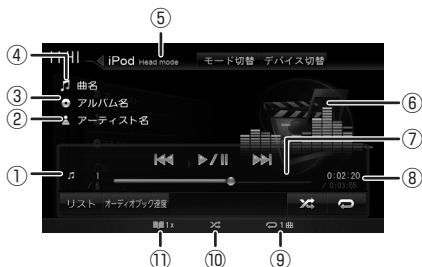 ⑤
④
iPod Head mode モード切替 デバイス切替
曲名
③ アルバム名 ⑥
② アーティスト名
⑦
① 1 0:02:20 ⑧
/ 5 / 0:03:55
リスト オーディオブック速度
1x 1曲
⑪ ⑩ ⑨